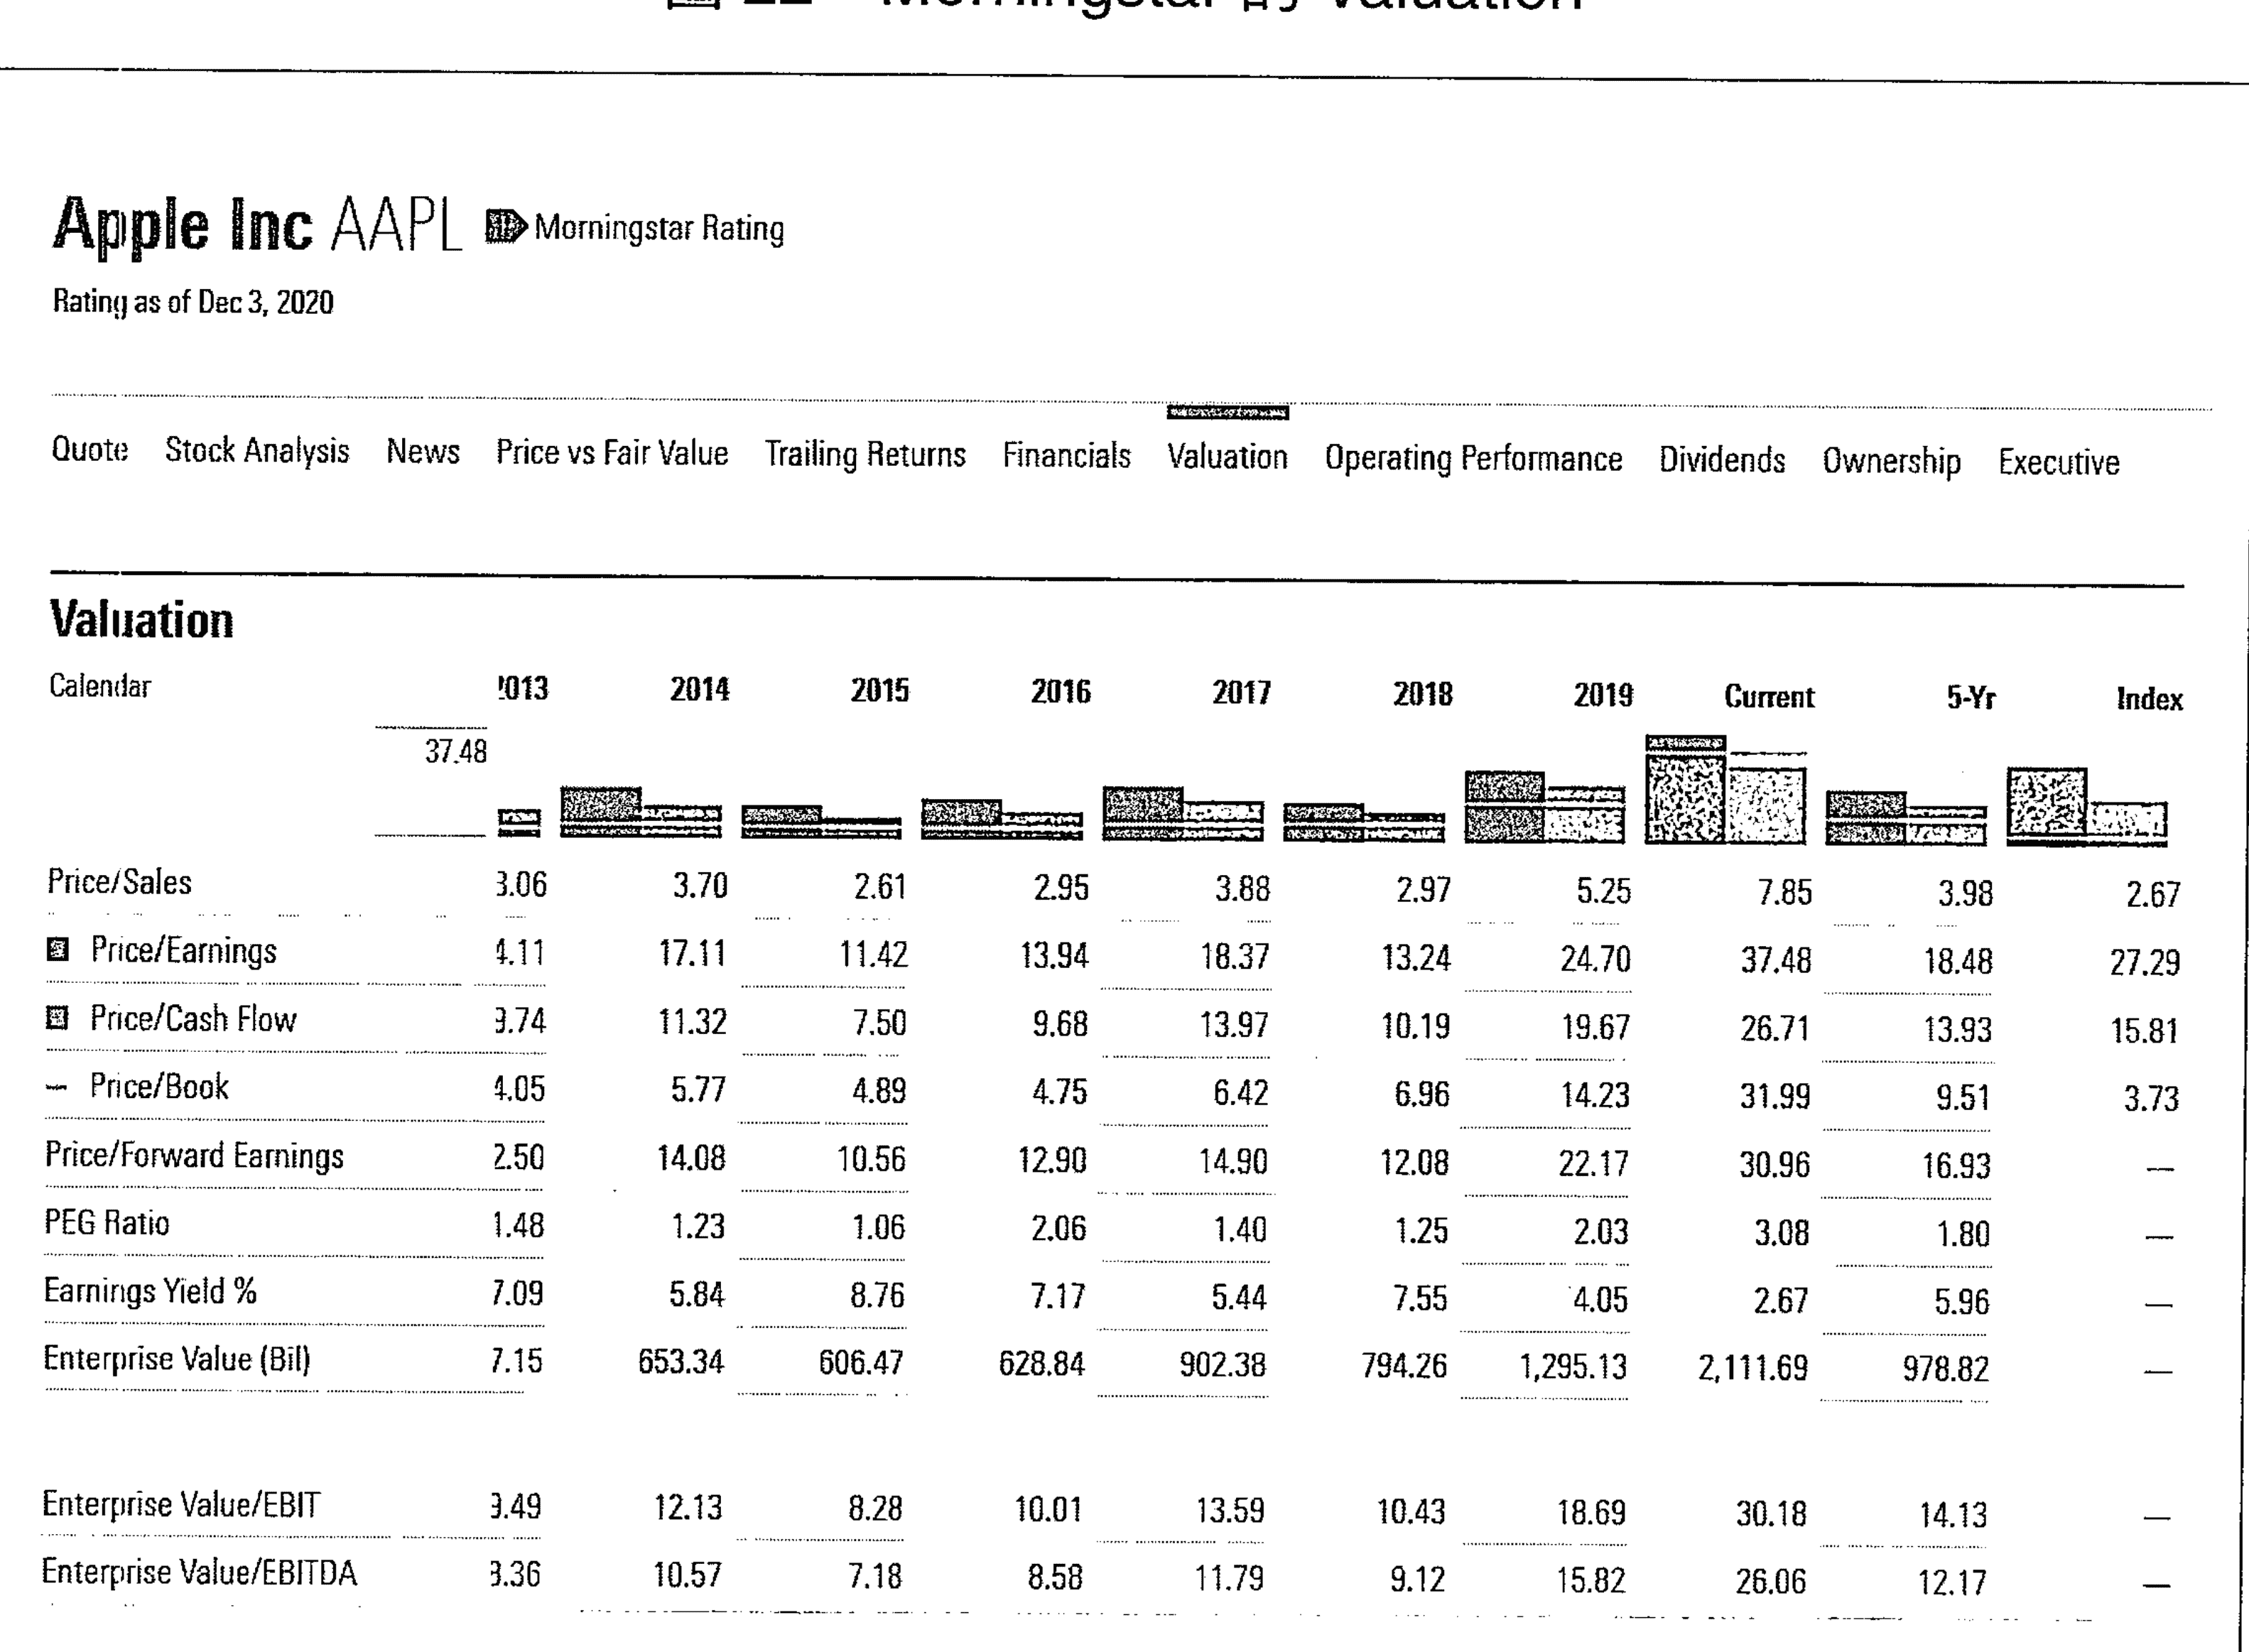 Morningstar 的 Valuation
Apple Inc AAPL Morningstar Rating
Rating as of Dec 3, 2020
Quote Stock Analysis News Price vs Fair Value Trailing Returns Financials Valuation Operating Performance Dividends Ownership Executive
Valuation
Calendar 2014 2015 2016 2017 2018 2019 Current 5-Yr Index
37.48
Price/Sales 3.70 2.61 2.95 3.88 2.97 5.25 7.85 3.98 2.67
Price/Earnings 4.11 17.11 11.42 13.94 18.37 13.24 24.70 37.48 18.48 27.29
Price/Cash Flow 11.32 7.50 9.68 13.97 10.19 19.67 26.71 13.93 15.81
Price/Book 4.05 5.77 4.89 4.75 6.42 6.96 14.23 31.99 9.51 3.73
Price/Forward Earnings 2.50 14.08 10.56 12.90 14.90 12.08 22.17 30.96 16.93 —
PEG Ratio 1.48 1.23 1.06 2.06 1.40 1.25 2.03 3.08 1.80 —
Earnings Yield % 7.09 5.84 8.76 7.17 5.44 7.55 4.05 2.67 5.96 —
Enterprise Value (Bil) 7.15 653.34 606.47 628.84 902.38 794.26 1,295.13 2,111.69 978.82 —
Enterprise Value/EBIT 12.13 8.28 10.01 13.59 10.43 18.69 30.18 14.13 —
Enterprise Value/EBITDA 10.57 7.18 8.58 11.79 9.12 15.82 26.06 12.17 —